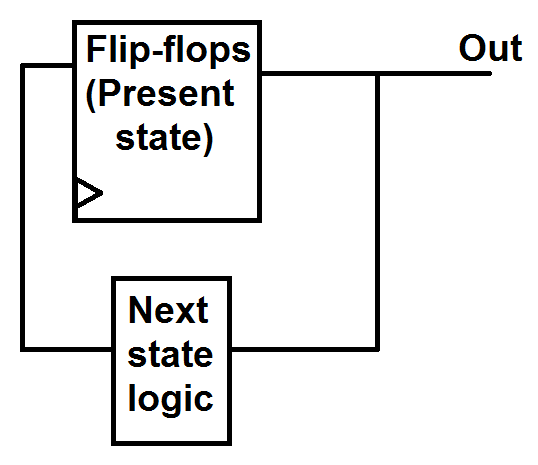 Flip-flops
(Present
state)
Out
Next
state
logic